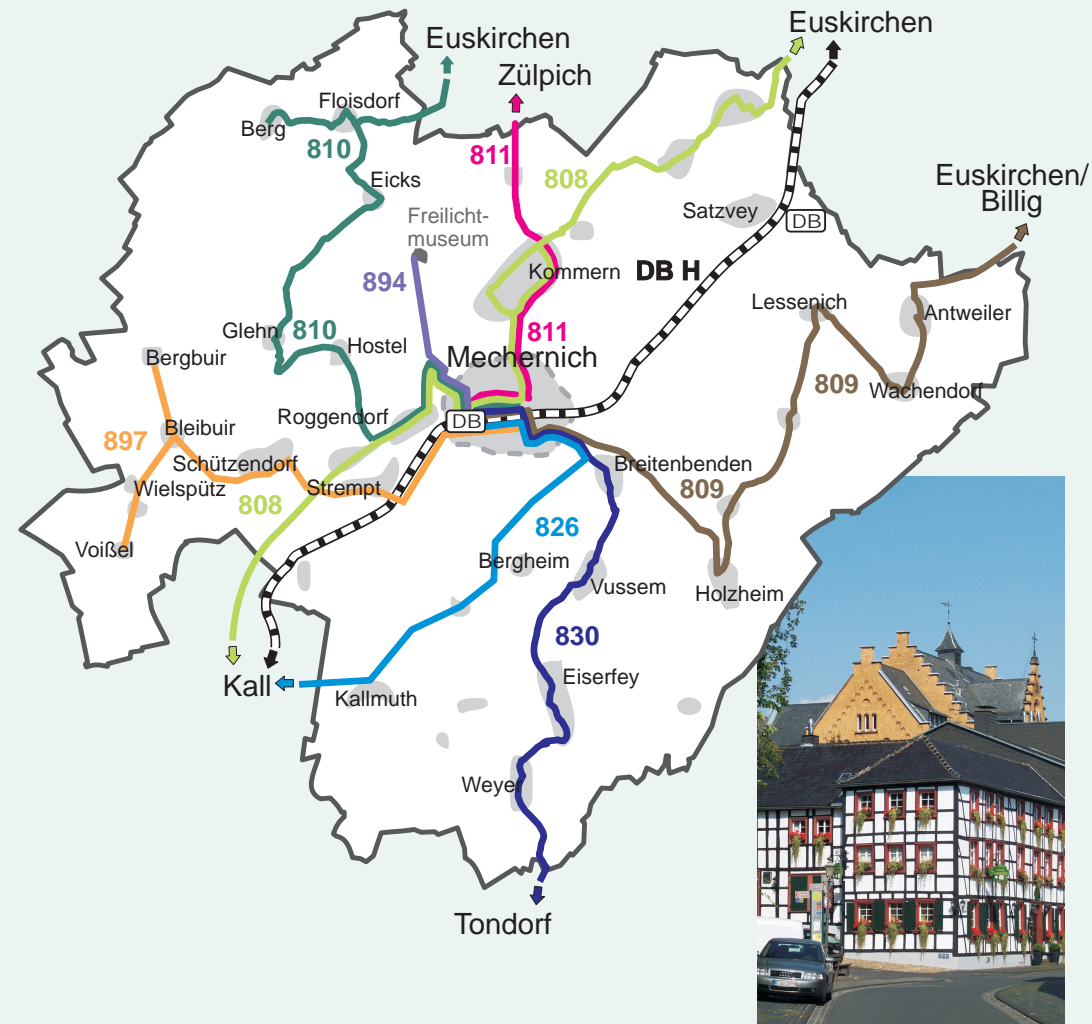 Euskirchen
Euskirchen
Zülpich
Floisdorf
Berg
810
811
808
Eicks
Euskirchen/
Billig
Satzvey
DB
Freilicht-
museum
Kommern
DB H
894
Lessenich
Antweiler
Glehn
810
Hostel
811
Bergbuir
Mechernich
809
Wachendorf
Roggendorf
DB
Bleibuir
897
Schützendorf
Breitenbenden
Wielspütz
Strempt
809
808
826
Voißel
Bergheim
Vussem
Holzheim
830
Eiserfey
Kall
Kallmuth
Weyer
Tondorf